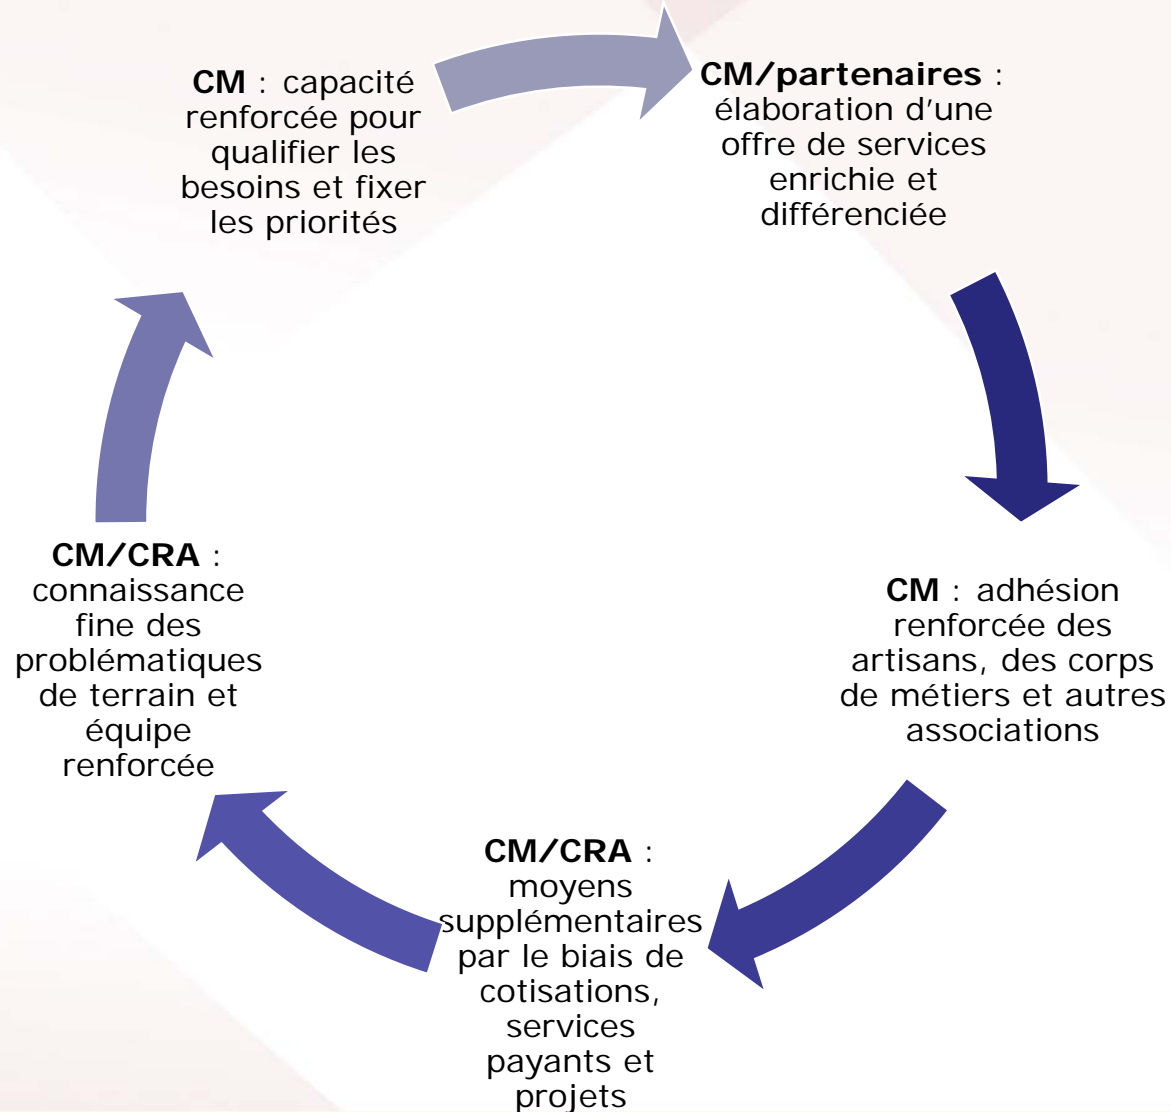 CM : capacité
renforcée pour
qualifier les
besoins et fixer
les priorités
CM/partenaires :
élaboration d'une
offre de services
enrichie et
différenciée
CM : adhésion
renforcée des
artisans, des corps
de métiers et autres
associations
CM/CRA :
moyens
supplémentaires
par le biais de
cotisations,
services
payants et
projets
CM/CRA :
connaissance
fine des
problématiques
de terrain et
équipe
renforcée